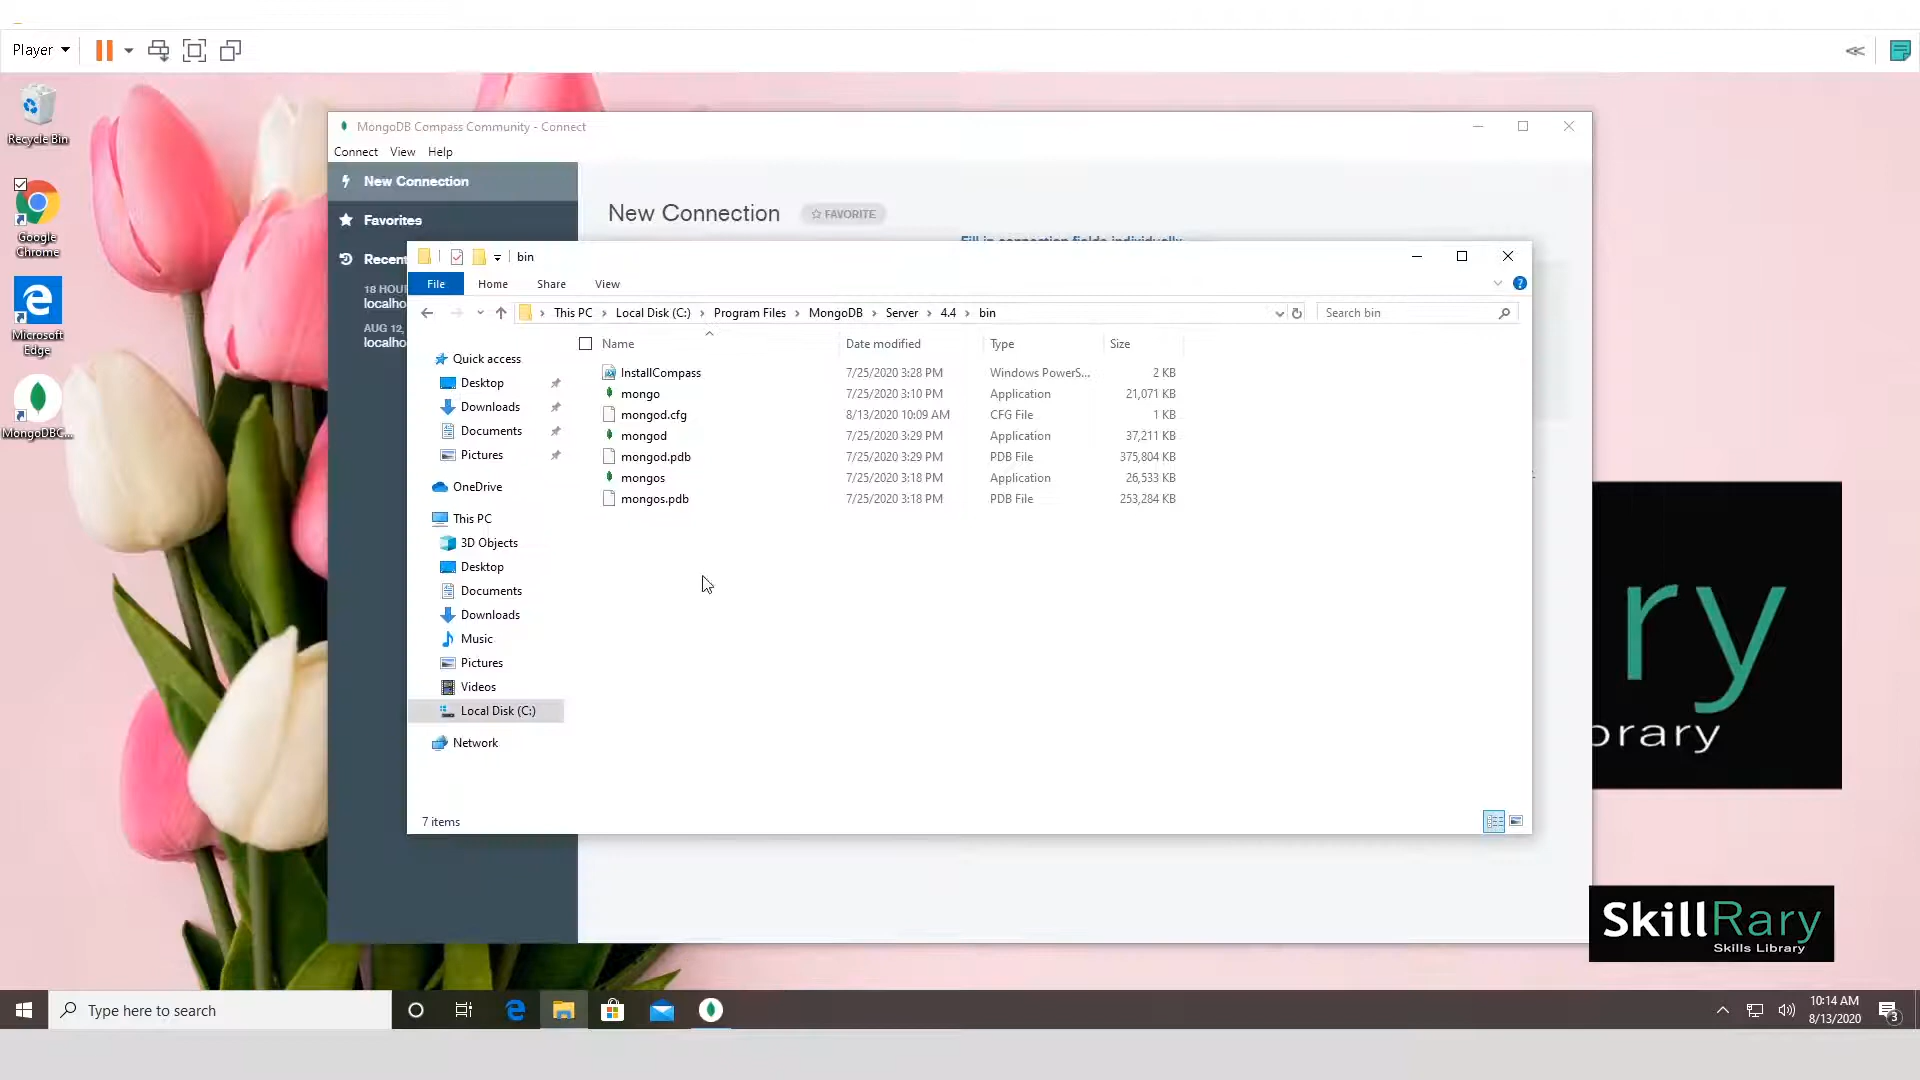 Player
Recycle Bin
Google
Chrome
Microsoft
Edge
MongoDBC...
MongoDB Compass Community - Connect
Connect View Help
New Connection
Favorites
New Connection
FAVORITE
Fill in connection fields individually
Recent
18 HOU
localho
AUG 12,
localho
bin
File Home Share View
This PC › Local Disk (C:) › Program Files › MongoDB › Server › 4.4 › bin
Search bin
Name Date modified Type Size
InstallCompass 7/25/2020 3:28 PM Windows PowerS... 2 KB
mongo 7/25/2020 3:10 PM Application 21,071 KB
mongod.cfg 8/13/2020 10:09 AM CFG File 1 KB
mongod 7/25/2020 3:29 PM Application 37,211 KB
mongod.pdb 7/25/2020 3:29 PM PDB File 375,804 KB
mongos 7/25/2020 3:18 PM Application 26,533 KB
mongos.pdb 7/25/2020 3:18 PM PDB File 253,284 KB
Quick access
Desktop
Downloads
Documents
Pictures
OneDrive
This PC
3D Objects
Desktop
Documents
Downloads
Music
Pictures
Videos
Local Disk (C:)
Network
7 items
ry
brary
SkillRary
Skills Library
Type here to search
10:14 AM
8/13/2020
3